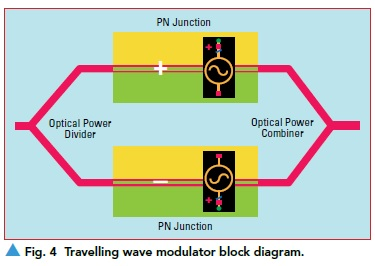 PN Junction
+
+
Optical Power
Divider
Optical Power
Combiner
−
+
PN Junction
Fig. 4 Travelling wave modulator block diagram.